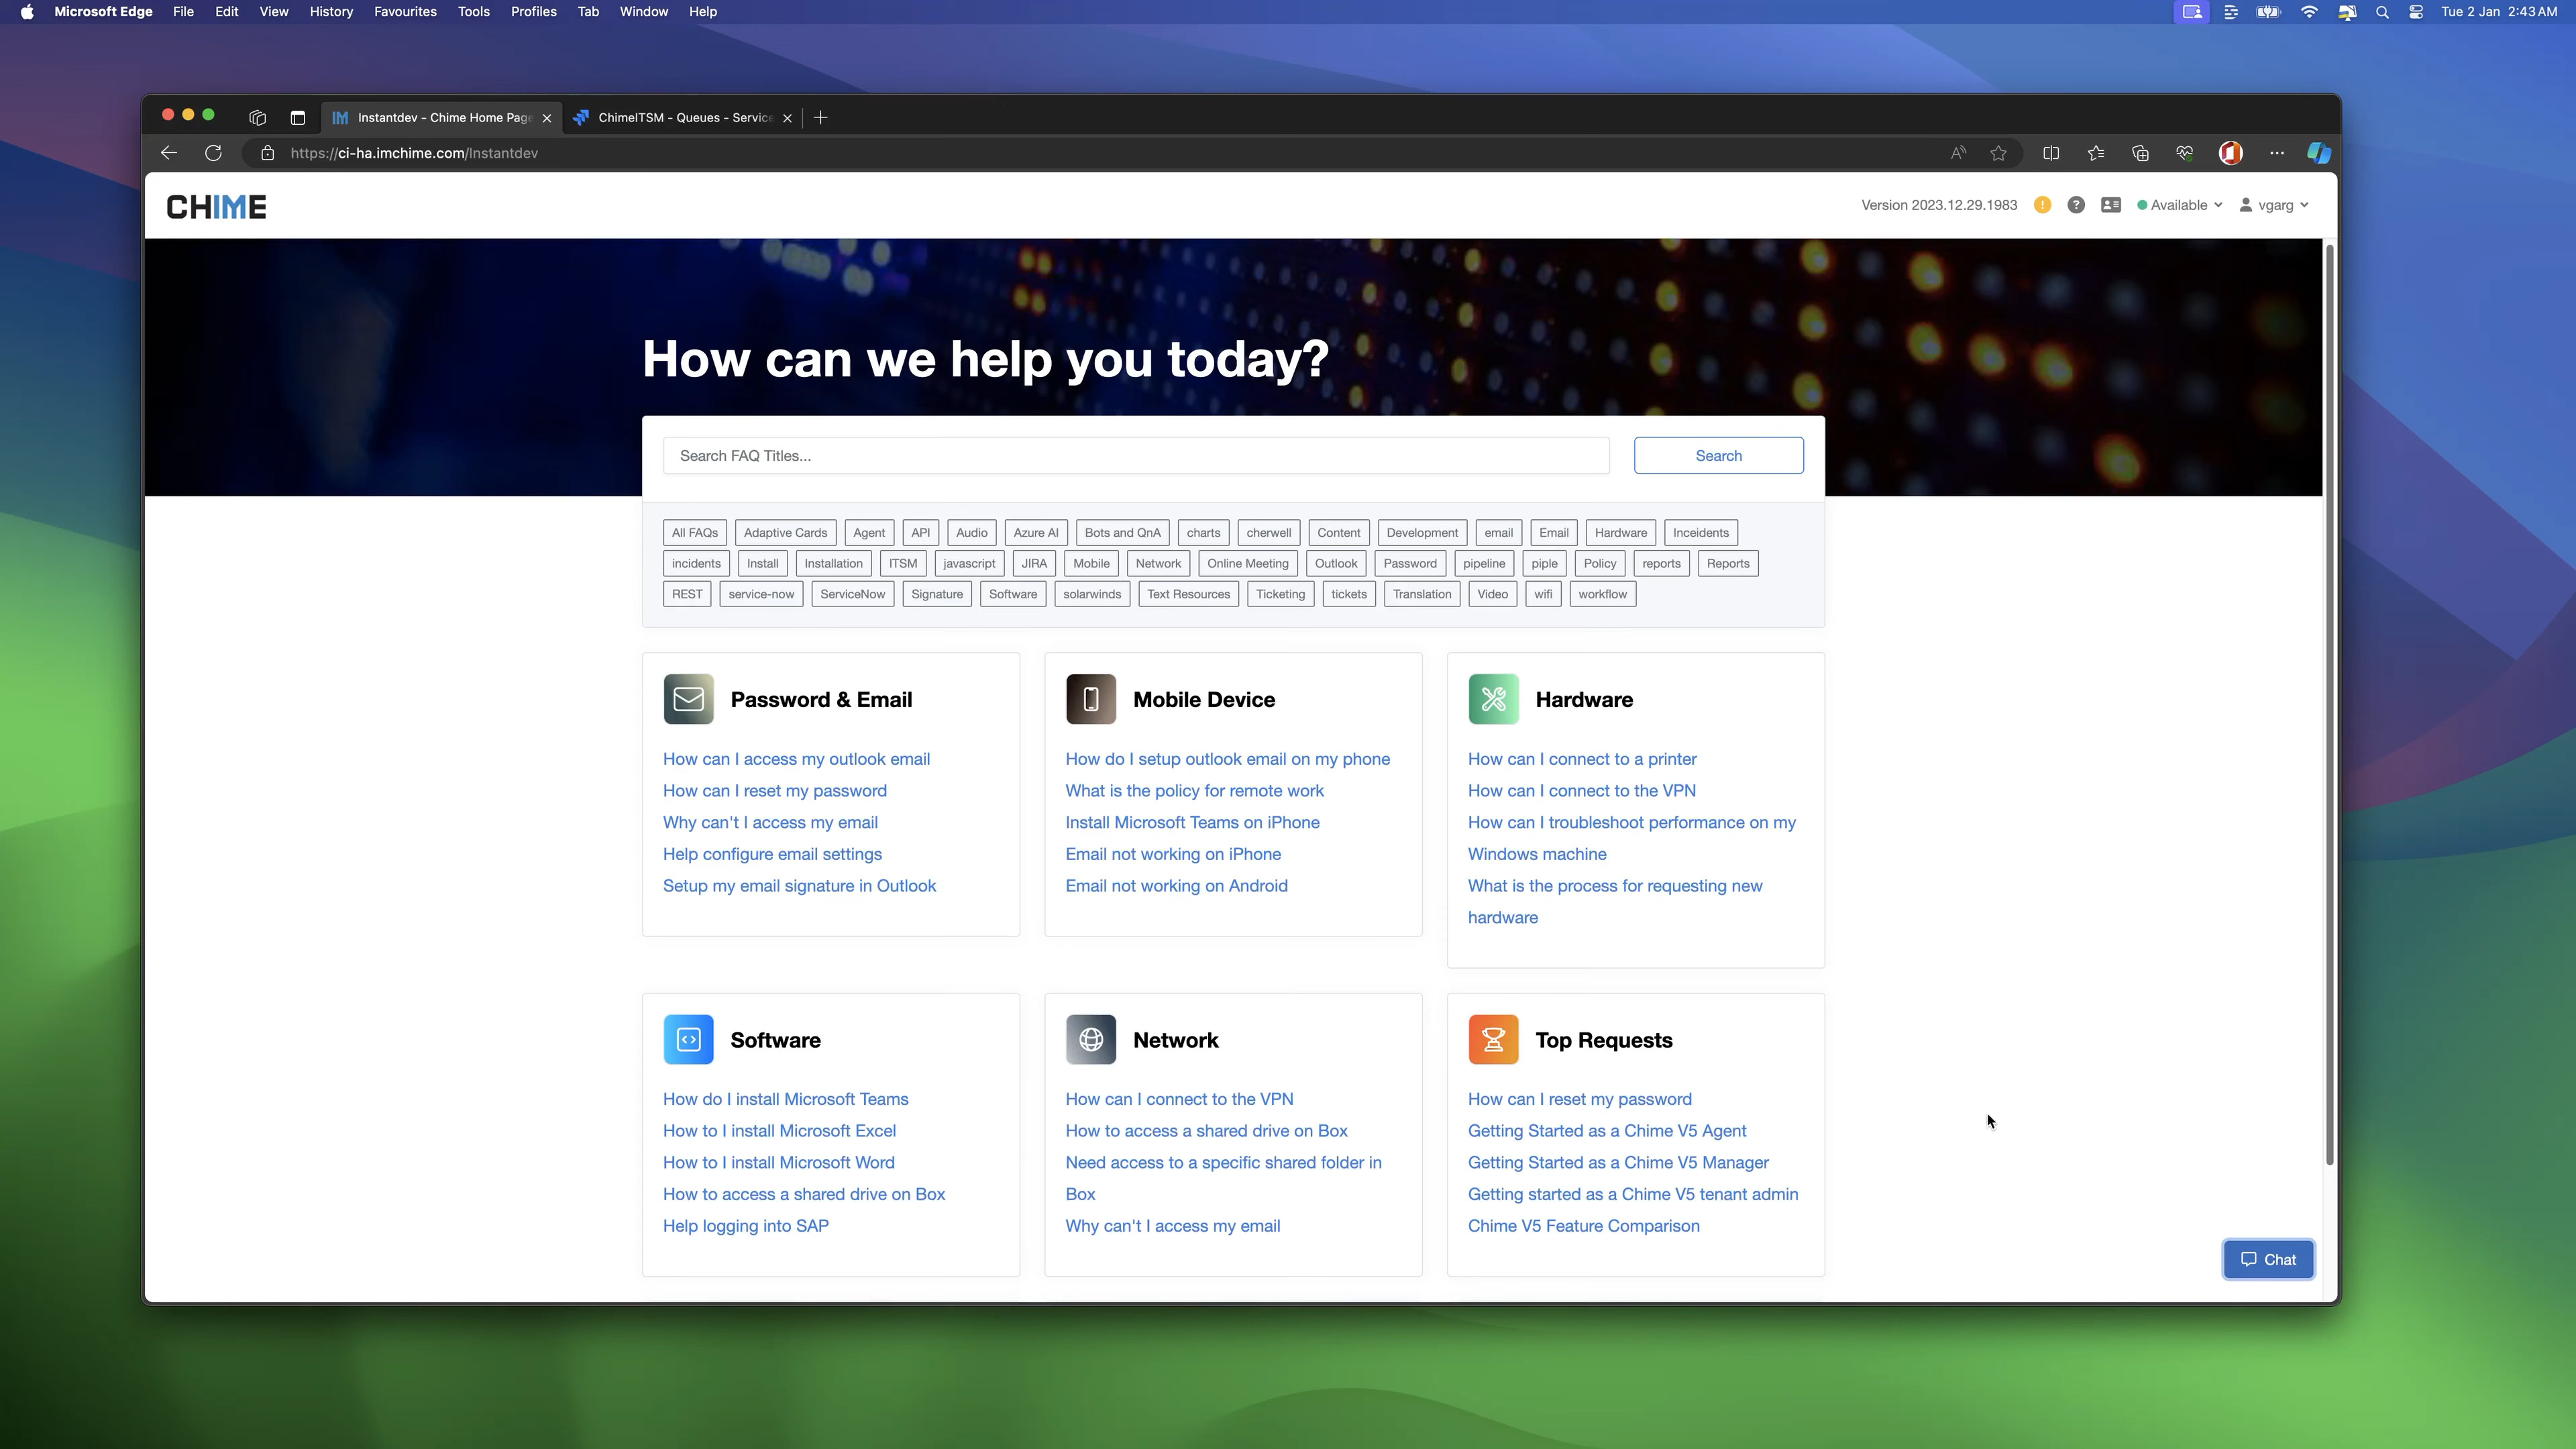 Microsoft Edge File Edit View History Favourites Tools Profiles Tab Window Help Tue 2 Jan 2:43 AM
Instantdev - Chime Home Page ChimeITSM - Queues - Service
https://ci-ha.imchime.com/Instantdev
CHIME Version 2023.12.29.1983 Available vgarg
How can we help you today?
Search FAQ Titles... Search
All FAQs Adaptive Cards Agent API Audio Azure AI Bots and QnA charts cherwell Content Development email Email Hardware Inceidents
incidents Install Installation ITSM javascript JIRA Mobile Network Online Meeting Outlook Password pipeline piple Policy reports Reports
REST service-now ServiceNow Signature Software solarwinds Text Resources Ticketing tickets Translation Video wifi workflow
Password & Email
How can I access my outlook email
How can I reset my password
Why can't I access my email
Help configure email settings
Setup my email signature in Outlook
Mobile Device
How do I setup outlook email on my phone
What is the policy for remote work
Install Microsoft Teams on iPhone
Email not working on iPhone
Email not working on Android
Hardware
How can I connect to a printer
How can I connect to the VPN
How can I troubleshoot performance on my
Windows machine
What is the process for requesting new
hardware
Software
How do I install Microsoft Teams
How to I install Microsoft Excel
How to I install Microsoft Word
How to access a shared drive on Box
Help logging into SAP
Network
How can I connect to the VPN
How to access a shared drive on Box
Need access to a specific shared folder in
Box
Why can't I access my email
Top Requests
How can I reset my password
Getting Started as a Chime V5 Agent
Getting Started as a Chime V5 Manager
Getting started as a Chime V5 tenant admin
Chime V5 Feature Comparison
Chat